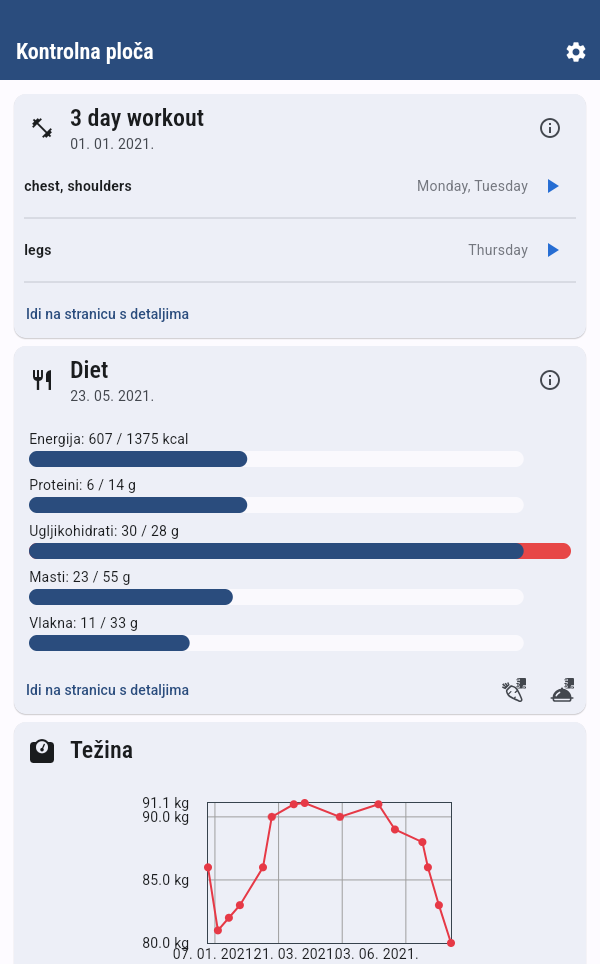 Kontrolna ploča
3 day workout
01. 01. 2021.
chest, shoulders Monday, Tuesday
legs Thursday
Idi na stranicu s detaljima
Diet
23. 05. 2021.
Energija: 607 / 1375 kcal
Proteini: 6 / 14 g
Ugljikohidrati: 30 / 28 g
Masti: 23 / 55 g
Vlakna: 11 / 33 g
Idi na stranicu s detaljima
Težina
91.1 kg
90.0 kg
85.0 kg
80.0 kg
07. 01. 2021. 21. 03. 2021. 03. 06. 2021.